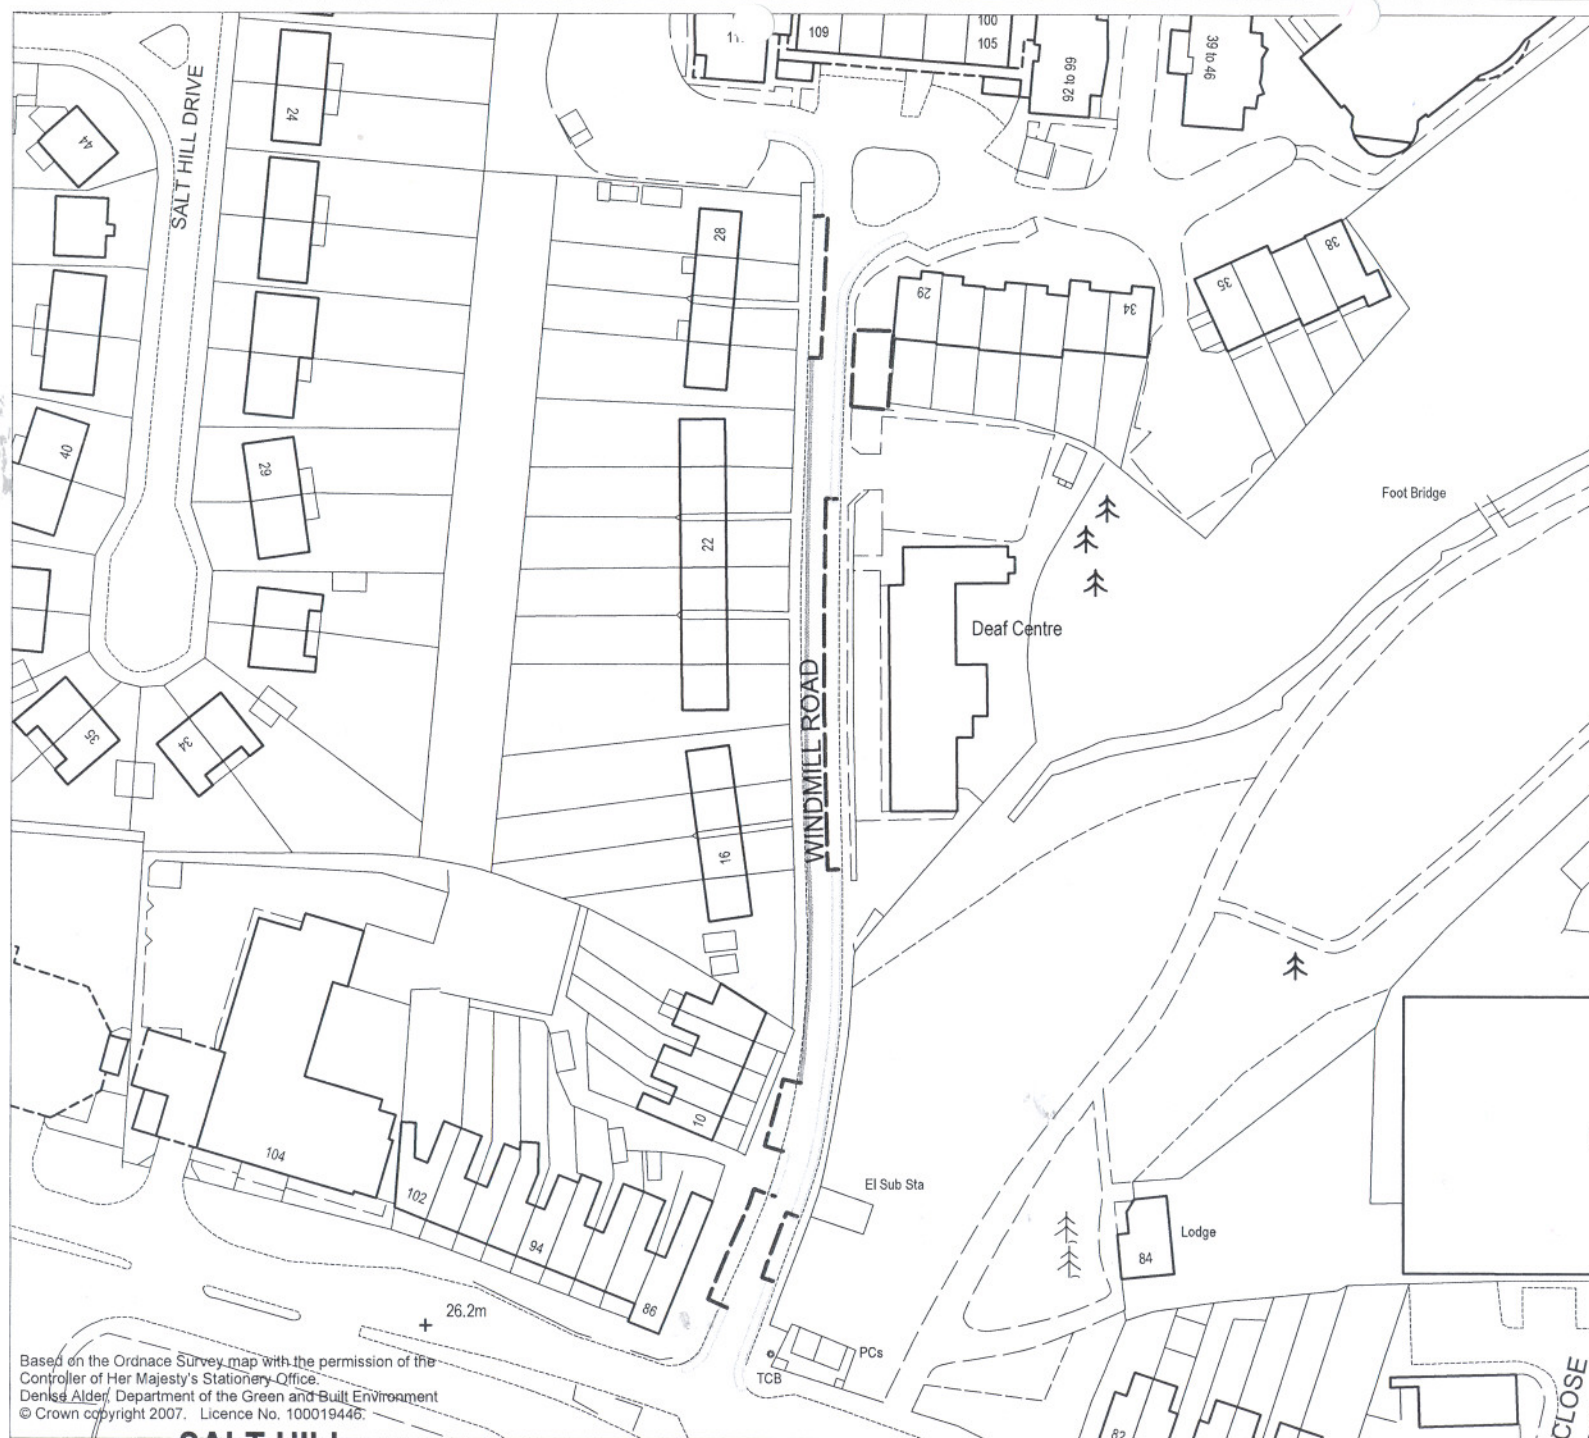 109
100
105
92 to 99
39 to 46
44
SALT HILL DRIVE
24
28
29
34
35
38
40
29
22
Foot Bridge
Deaf Centre
WINDMILL ROAD
35
34
16
10
104
102
94
86
El Sub Sta
Lodge
84
26.2m
PCs
TCB
82
CLOSE
Based on the Ordnace Survey map with the permission of the
Controller of Her Majesty's Stationery Office.
Denise Alder, Department of the Green and Built Environment
© Crown copyright 2007. Licence No. 100019446.
SALT HILL